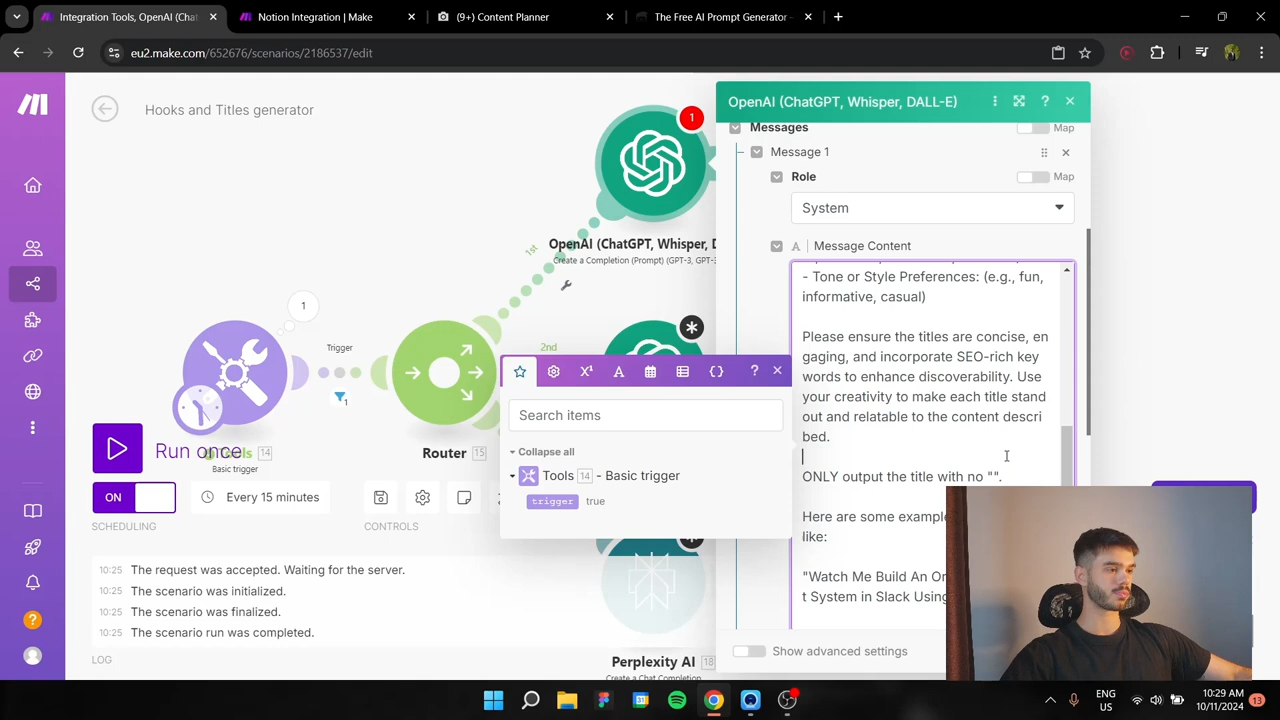 Integration Tools, OpenAI (Chat
Notion Integration | Make
(9+) Content Planner
The Free AI Prompt Generator -
eu2.make.com/652676/scenarios/2186537/edit
Hooks and Titles generator
1
OpenAI (ChatGPT, Whisper, D
Create a Completion (Prompt) (GPT-3, GPT-
1st
1
Trigger
1
2nd
Router 15
14
Basic trigger
Run once
ON
Every 15 minutes
SCHEDULING
CONTROLS
10:25 The request was accepted. Waiting for the server.
10:25 The scenario was initialized.
10:25 The scenario was finalized.
10:25 The scenario run was completed.
LOG
Perplexity AI 18
Create a Chat Completion
Search items
Collapse all
Tools 14 - Basic trigger
trigger true
OpenAI (ChatGPT, Whisper, DALL-E)
Messages
Map
Message 1
Role
Map
System
A Message Content
- Tone or Style Preferences: (e.g., fun,
informative, casual)
Please ensure the titles are concise, en
gaging, and incorporate SEO-rich key
words to enhance discoverability. Use
your creativity to make each title stand
out and relatable to the content descri
bed.
ONLY output the title with no "".
Here are some example
like:
"Watch Me Build An Or
t System in Slack Using
Show advanced settings
ENG
US
10:29 AM
10/11/2024
13